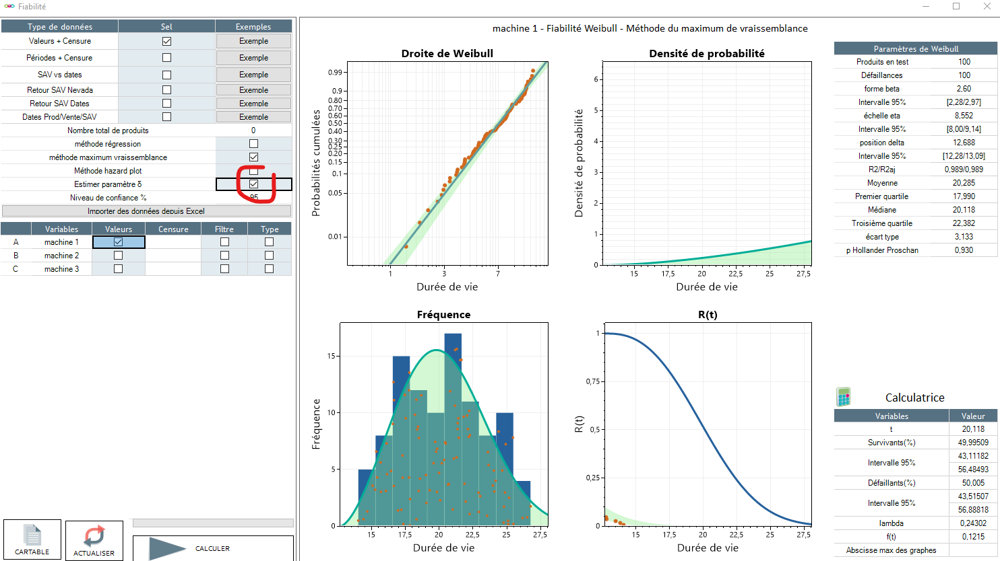 Fiabilité
Type de données Sel Exemples
Valeurs + Censure Exemple
Périodes + Censure Exemple
SAV vs dates Exemple
Retour SAV Nevada Exemple
Retour SAV Dates Exemple
Dates Prod/Vente/SAV Exemple
Nombre total de produits 0
méthode régression
méthode maximum vraissemblance
Méthode hazard plot
Estimer paramètre δ
Niveau de confiance % 95
Importer des données depuis Excel
Variables Valeurs Censure Filtre Type
A machine 1
B machine 2
C machine 3
CARTABLE
ACTUALISER
CALCULER
machine 1 - Fiabilité Weibull - Méthode du maximum de vraissemblance
Droite de Weibull
Probabilités cumulées
0.99
0.9
0.80
0.70
0.60
0.50
0.40
0.30
0.25
0.20
0.15
0.1
0.05
0.01
1 3 7
Durée de vie
Densité de probabilité
Densité de probabilité
6
5
4
3
2
1
0
15 17,5 20 22,5 25 27,5
Durée de vie
Fréquence
Fréquence
15
10
5
0
15 17,5 20 22,5 25 27,5
Durée de vie
R(t)
R(t)
1
0,75
0,5
0,25
0
15 17,5 20 22,5 25 27,5
Durée de vie
Paramètres de Weibull
Produits en test 100
Défaillances 100
forme beta 2,60
Intervalle 95% [2,28/2,97]
échelle eta 8,552
Intervalle 95% [8,00/9,14]
position delta 12,688
Intervalle 95% [12,28/13,09]
R2/R2aj 0,989/0,989
Moyenne 20,285
Premier quartile 17,990
Médiane 20,118
Troisième quartile 22,382
écart type 3,133
p Hollander Proschan 0,930
Calculatrice
Variables Valeur
t 20,118
Survivants(%) 49,99509
Intervalle 95% 43,11182
56,48493
Défaillants(%) 50,005
Intervalle 95% 43,51507
56,88818
lambda 0,24302
f(t) 0,1215
Abscisse max des graphes